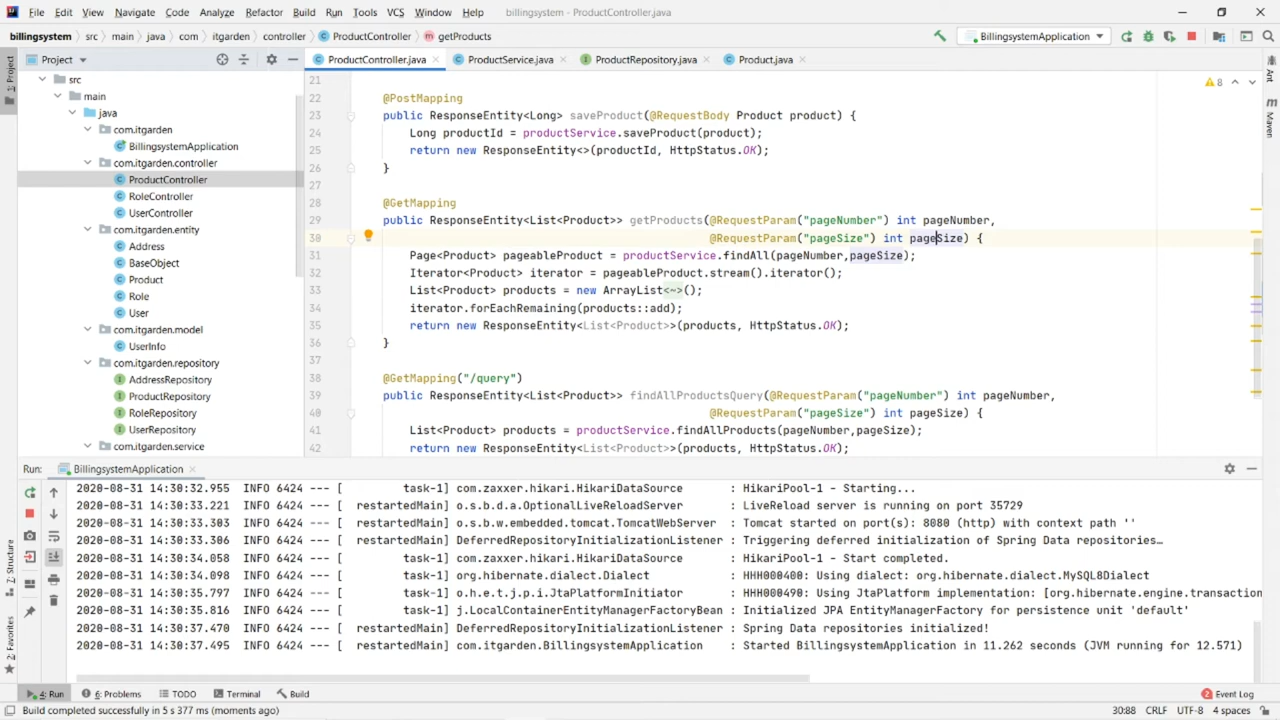 File Edit View Navigate Code Analyze Refactor Build Run Tools VCS Window Help billingsystem - ProductController.java
billingsystem src main java com itgarden controller ProductController getProducts BillingsystemApplication
Project ProductController.java ProductService.java ProductRepository.java Product.java
1: Project
src
main
java
com.itgarden
BillingsystemApplication
com.itgarden.controller
ProductController
RoleController
UserController
com.itgarden.entity
Address
BaseObject
Product
Role
User
com.itgarden.model
UserInfo
com.itgarden.repository
AddressRepository
ProductRepository
RoleRepository
UserRepository
com.itgarden.service
21
22 @PostMapping
23 public ResponseEntity<Long> saveProduct(@RequestBody Product product) {
24 Long productId = productService.saveProduct(product);
25 return new ResponseEntity<>(productId, HttpStatus.OK);
26 }
27
28 @GetMapping
29 public ResponseEntity<List<Product>> getProducts(@RequestParam("pageNumber") int pageNumber,
30 @RequestParam("pageSize") int pageSize) {
31 Page<Product> pageableProduct = productService.findAll(pageNumber,pageSize);
32 Iterator<Product> iterator = pageableProduct.stream().iterator();
33 List<Product> products = new ArrayList<~>();
34 iterator.forEachRemaining(products::add);
35 return new ResponseEntity<List<Product>>(products, HttpStatus.OK);
36 }
37
38 @GetMapping("/query")
39 public ResponseEntity<List<Product>> findAllProductsQuery(@RequestParam("pageNumber") int pageNumber,
40 @RequestParam("pageSize") int pageSize) {
41 List<Product> products = productService.findAllProducts(pageNumber,pageSize);
42 return new ResponseEntity<List<Product>>(products, HttpStatus.OK);
8
Ant
Maven
Run: BillingsystemApplication
2020-08-31 14:30:32.955 INFO 6424 --- [ task-1] com.zaxxer.hikari.HikariDataSource : HikariPool-1 - Starting...
2020-08-31 14:30:33.221 INFO 6424 --- [ restartedMain] o.s.b.d.a.OptionalLiveReloadServer : LiveReload server is running on port 35729
2020-08-31 14:30:33.303 INFO 6424 --- [ restartedMain] o.s.b.w.embedded.tomcat.TomcatWebServer : Tomcat started on port(s): 8080 (http) with context path ''
2020-08-31 14:30:33.306 INFO 6424 --- [ restartedMain] DeferredRepositoryInitializationListener : Triggering deferred initialization of Spring Data repositories…
2020-08-31 14:30:34.058 INFO 6424 --- [ task-1] com.zaxxer.hikari.HikariDataSource : HikariPool-1 - Start completed.
2020-08-31 14:30:34.098 INFO 6424 --- [ task-1] org.hibernate.dialect.Dialect : HHH000400: Using dialect: org.hibernate.dialect.MySQL8Dialect
2020-08-31 14:30:35.797 INFO 6424 --- [ task-1] o.h.e.t.j.p.i.JtaPlatformInitiator : HHH000490: Using JtaPlatform implementation: [org.hibernate.engine.transaction
2020-08-31 14:30:35.816 INFO 6424 --- [ task-1] j.LocalContainerEntityManagerFactoryBean : Initialized JPA EntityManagerFactory for persistence unit 'default'
2020-08-31 14:30:37.470 INFO 6424 --- [ restartedMain] DeferredRepositoryInitializationListener : Spring Data repositories initialized!
2020-08-31 14:30:37.495 INFO 6424 --- [ restartedMain] com.itgarden.BillingsystemApplication : Started BillingsystemApplication in 11.262 seconds (JVM running for 12.571)
Z: Structure
2: Favorites
4: Run 6: Problems TODO Terminal Build Event Log
Build completed successfully in 5 s 377 ms (moments ago) 30:88 CRLF UTF-8 4 spaces